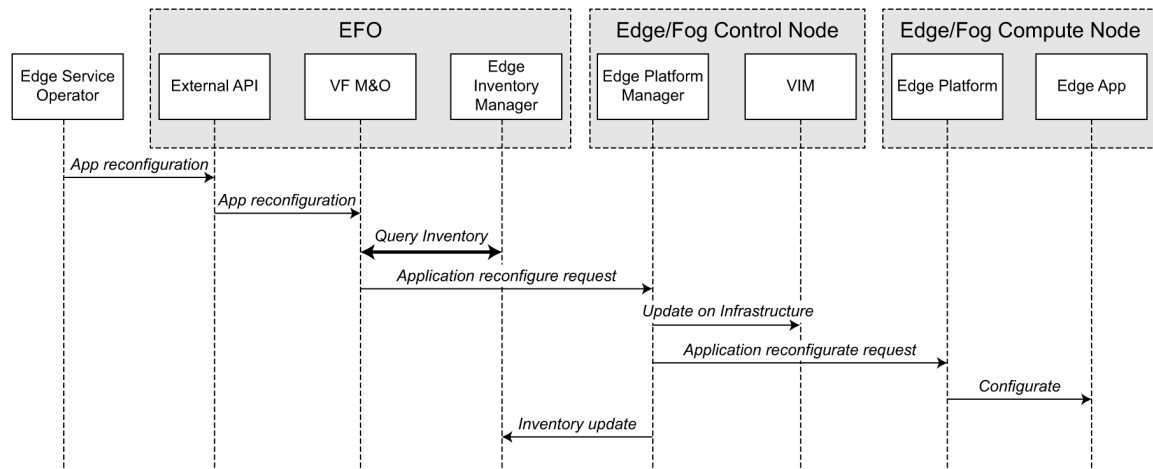 EFO
Edge/Fog Control Node
Edge/Fog Compute Node
Edge Service
Operator
External API
VF M&O
Edge
Inventory
Manager
Edge Platform
Manager
VIM
Edge Platform
Edge App
App reconfiguration
App reconfiguration
Query Inventory
Application reconfigure request
Update on Infrastructure
Application reconfigurate request
Configurate
Inventory update